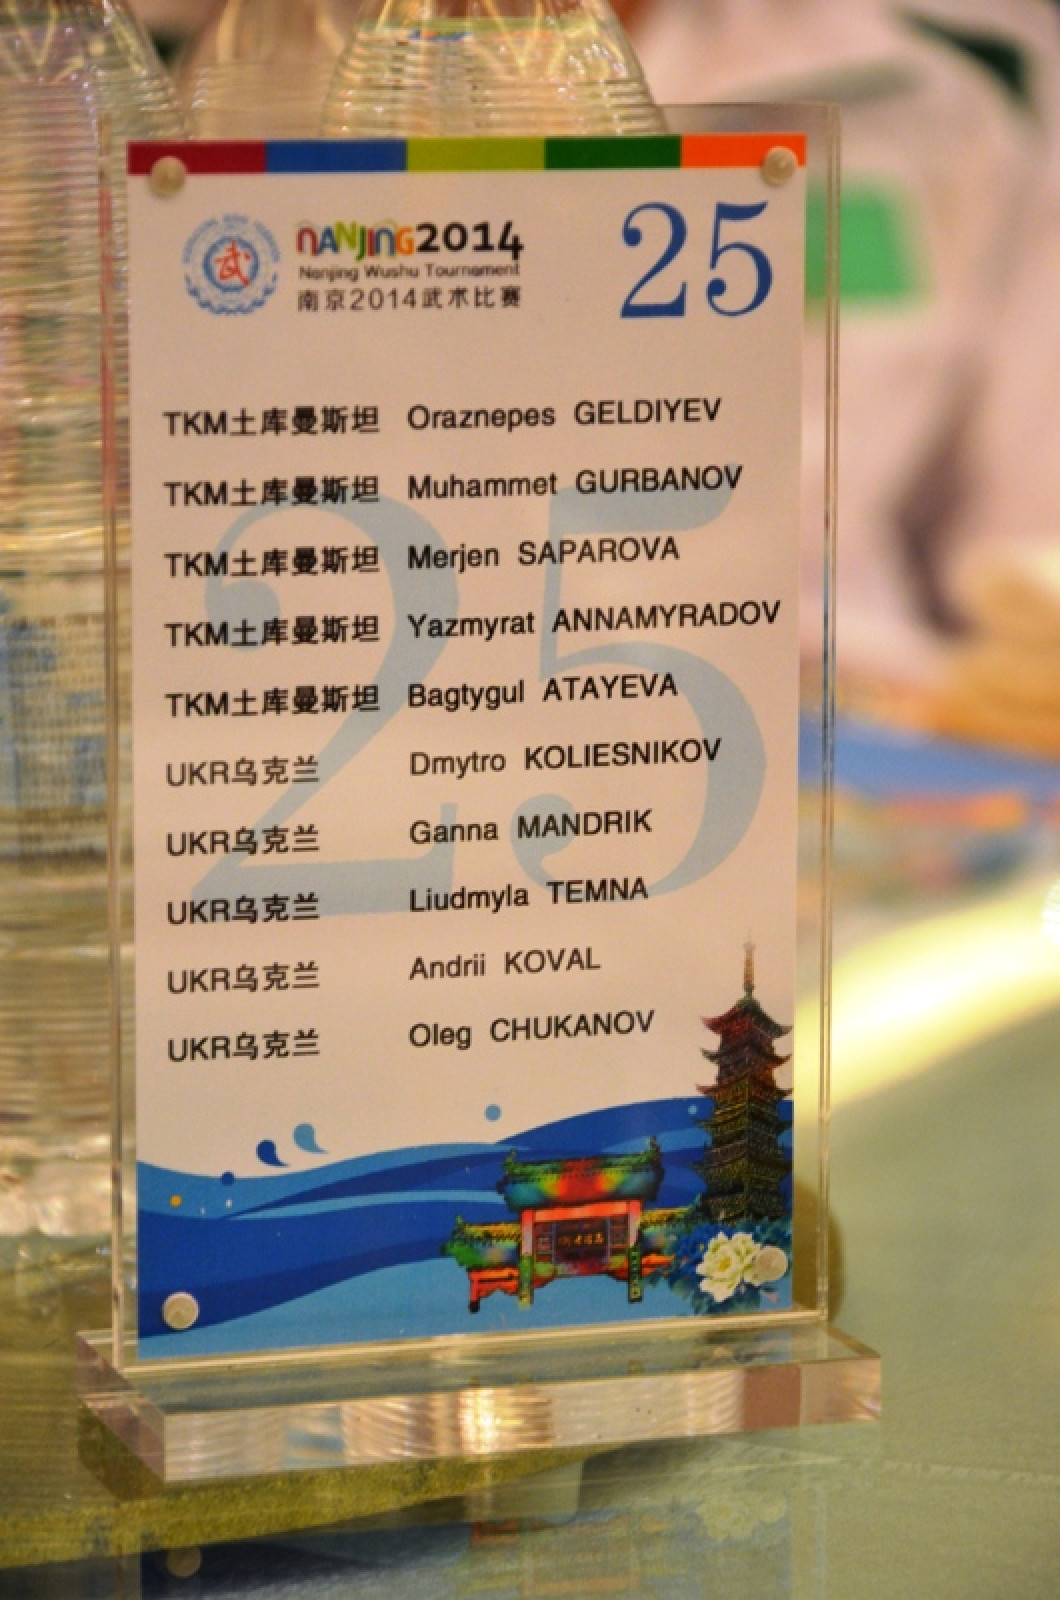 NANJING2014
Nanjing Wushu Tournament
南京2014武术比赛
25
TKM土库曼斯坦 Oraznepes GELDIYEV
TKM土库曼斯坦 Muhammet GURBANOV
TKM土库曼斯坦 Merjen SAPAROVA
TKM土库曼斯坦 Yazmyrat ANNAMYRADOV
TKM土库曼斯坦 Bagtygul ATAYEVA
UKR乌克兰 Dmytro KOLIESNIKOV
UKR乌克兰 Ganna MANDRIK
UKR乌克兰 Liudmyla TEMNA
UKR乌克兰 Andrii KOVAL
UKR乌克兰 Oleg CHUKANOV
25
武